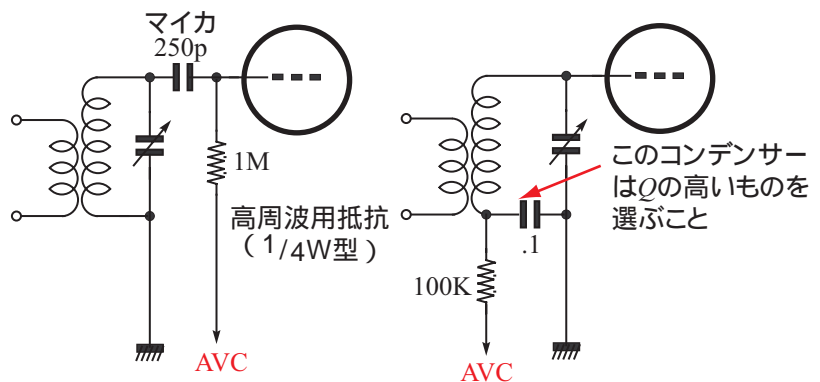 マイカ
250p
1M
高周波用抵抗
（1/4W型）
AVC
このコンデンサー
はQの高いものを
選ぶこと
.1
100K
AVC